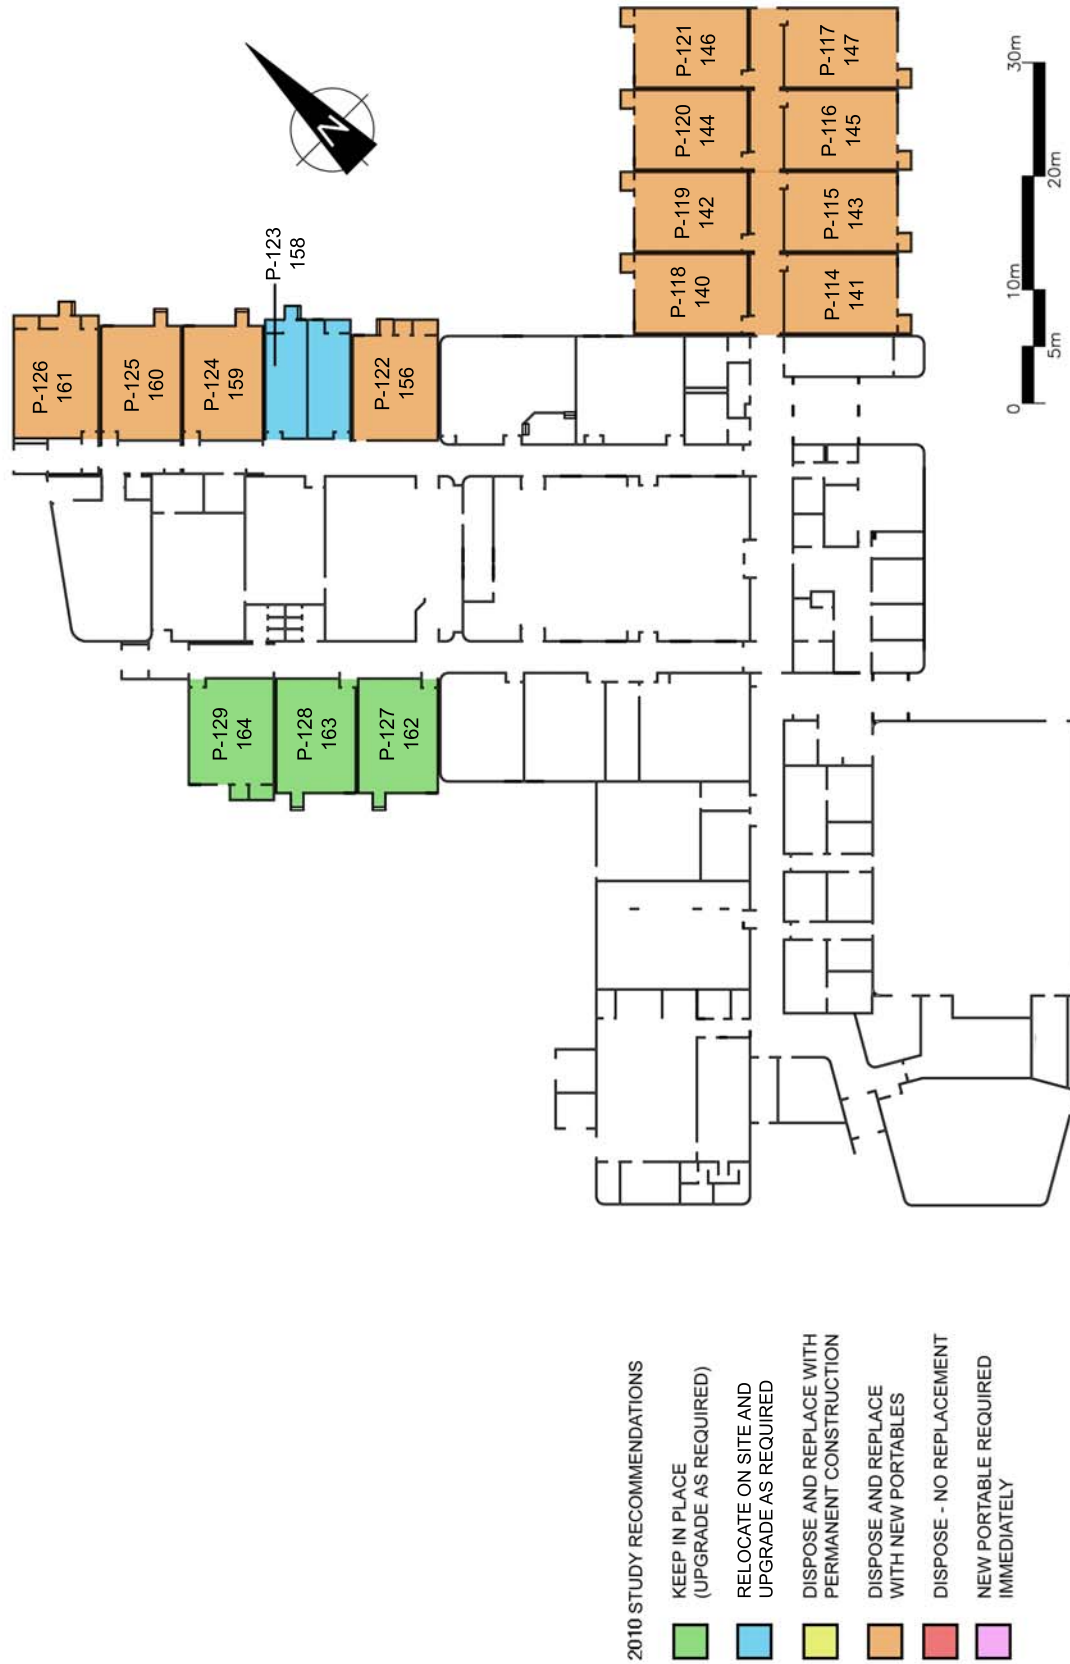 P-121
146
P-117
147
P-120
144
P-116
145
P-119
142
P-115
143
P-118
140
P-114
141
P-126
161
P-125
160
P-124
159
P-123
158
P-122
156
P-129
164
P-128
163
P-127
162
N
0
5m
10m
20m
30m
2010 STUDY RECOMMENDATIONS
KEEP IN PLACE
(UPGRADE AS REQUIRED)
RELOCATE ON SITE AND
UPGRADE AS REQUIRED
DISPOSE AND REPLACE WITH
PERMANENT CONSTRUCTION
DISPOSE AND REPLACE
WITH NEW PORTABLES
DISPOSE - NO REPLACEMENT
NEW PORTABLE REQUIRED
IMMEDIATELY